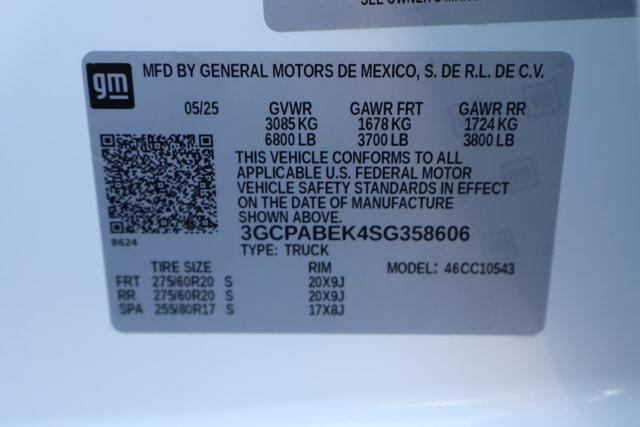 SEE OWNER'S MANUAL
gm
MFD BY GENERAL MOTORS DE MEXICO, S. DE R.L. DE C.V.
05/25 GVWR GAWR FRT GAWR RR
3085 KG 1678 KG 1724 KG
6800 LB 3700 LB 3800 LB
THIS VEHICLE CONFORMS TO ALL
APPLICABLE U.S. FEDERAL MOTOR
VEHICLE SAFETY STANDARDS IN EFFECT
ON THE DATE OF MANUFACTURE
SHOWN ABOVE.
8624
3GCPABEK4SG358606
TYPE: TRUCK
TIRE SIZE RIM MODEL: 46CC10543
FRT 275/60R20 S 20X9J
RR 275/60R20 S 20X9J
SPA 255/80R17 S 17X8J